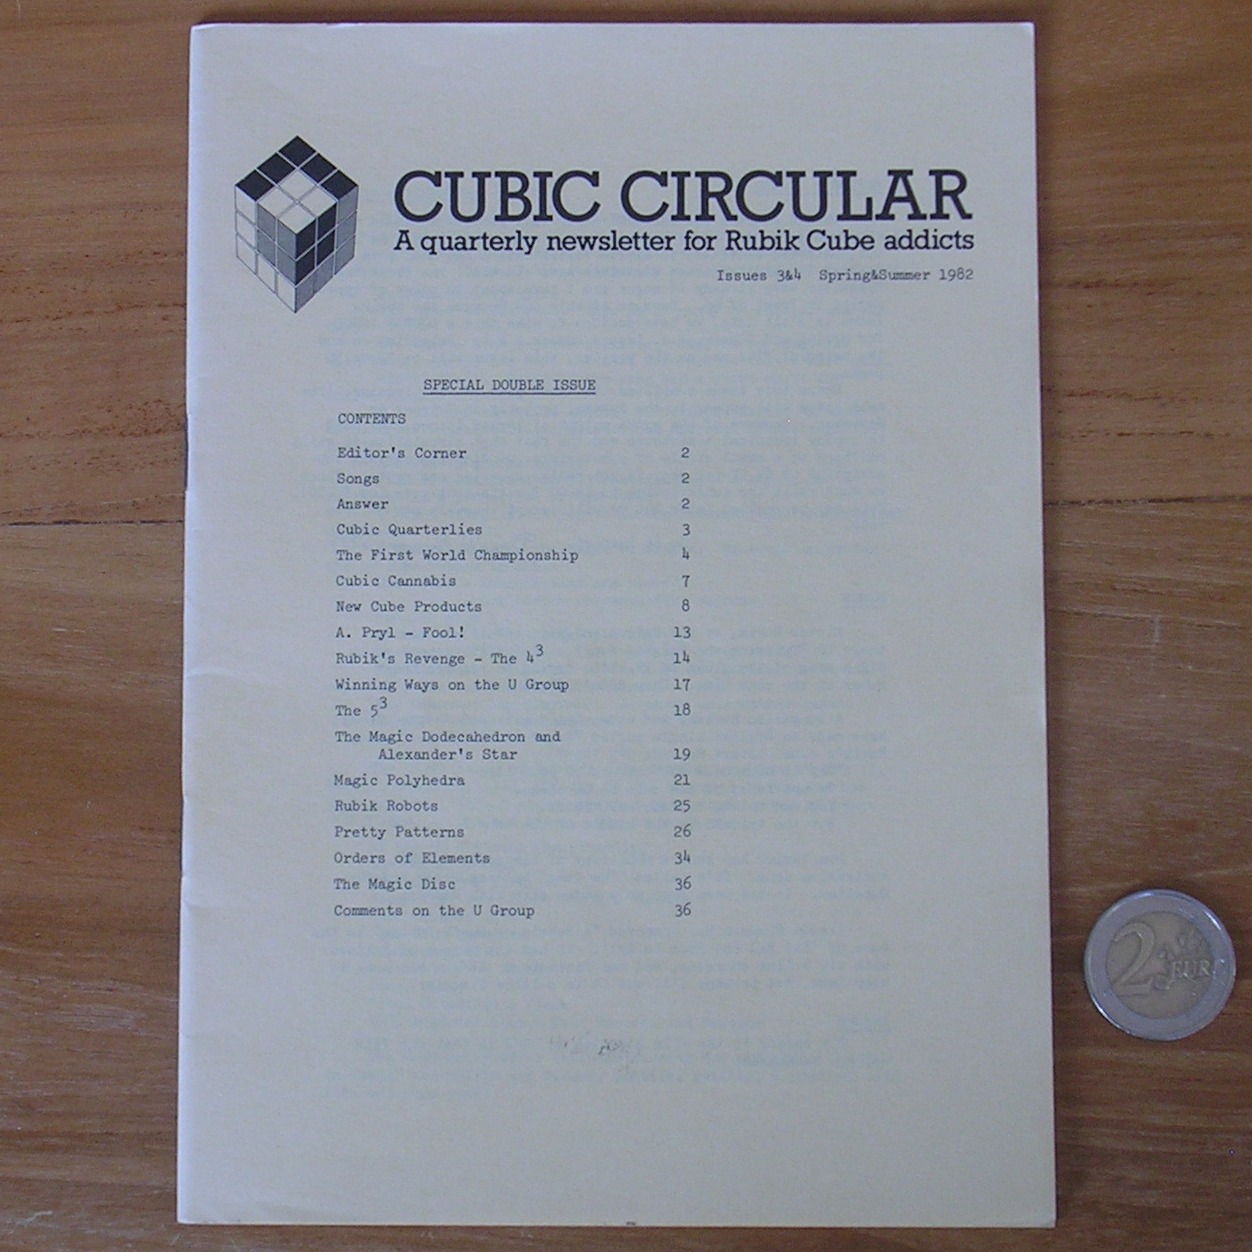 CUBIC CIRCULAR
A quarterly newsletter for Rubik Cube addicts
Issues 3&4 Spring&Summer 1982
SPECIAL DOUBLE ISSUE
CONTENTS
Editor's Corner 2
Songs 2
Answer 2
Cubic Quarterlies 3
The First World Championship 4
Cubic Cannabis 7
New Cube Products 8
A. Pryl - Fool! 13
Rubik's Revenge - The 4³ 14
Winning Ways on the U Group 17
The 5³ 18
The Magic Dodecahedron and
Alexander's Star 19
Magic Polyhedra 21
Rubik Robots 25
Pretty Patterns 26
Orders of Elements 34
The Magic Disc 36
Comments on the U Group 36
2 EURO